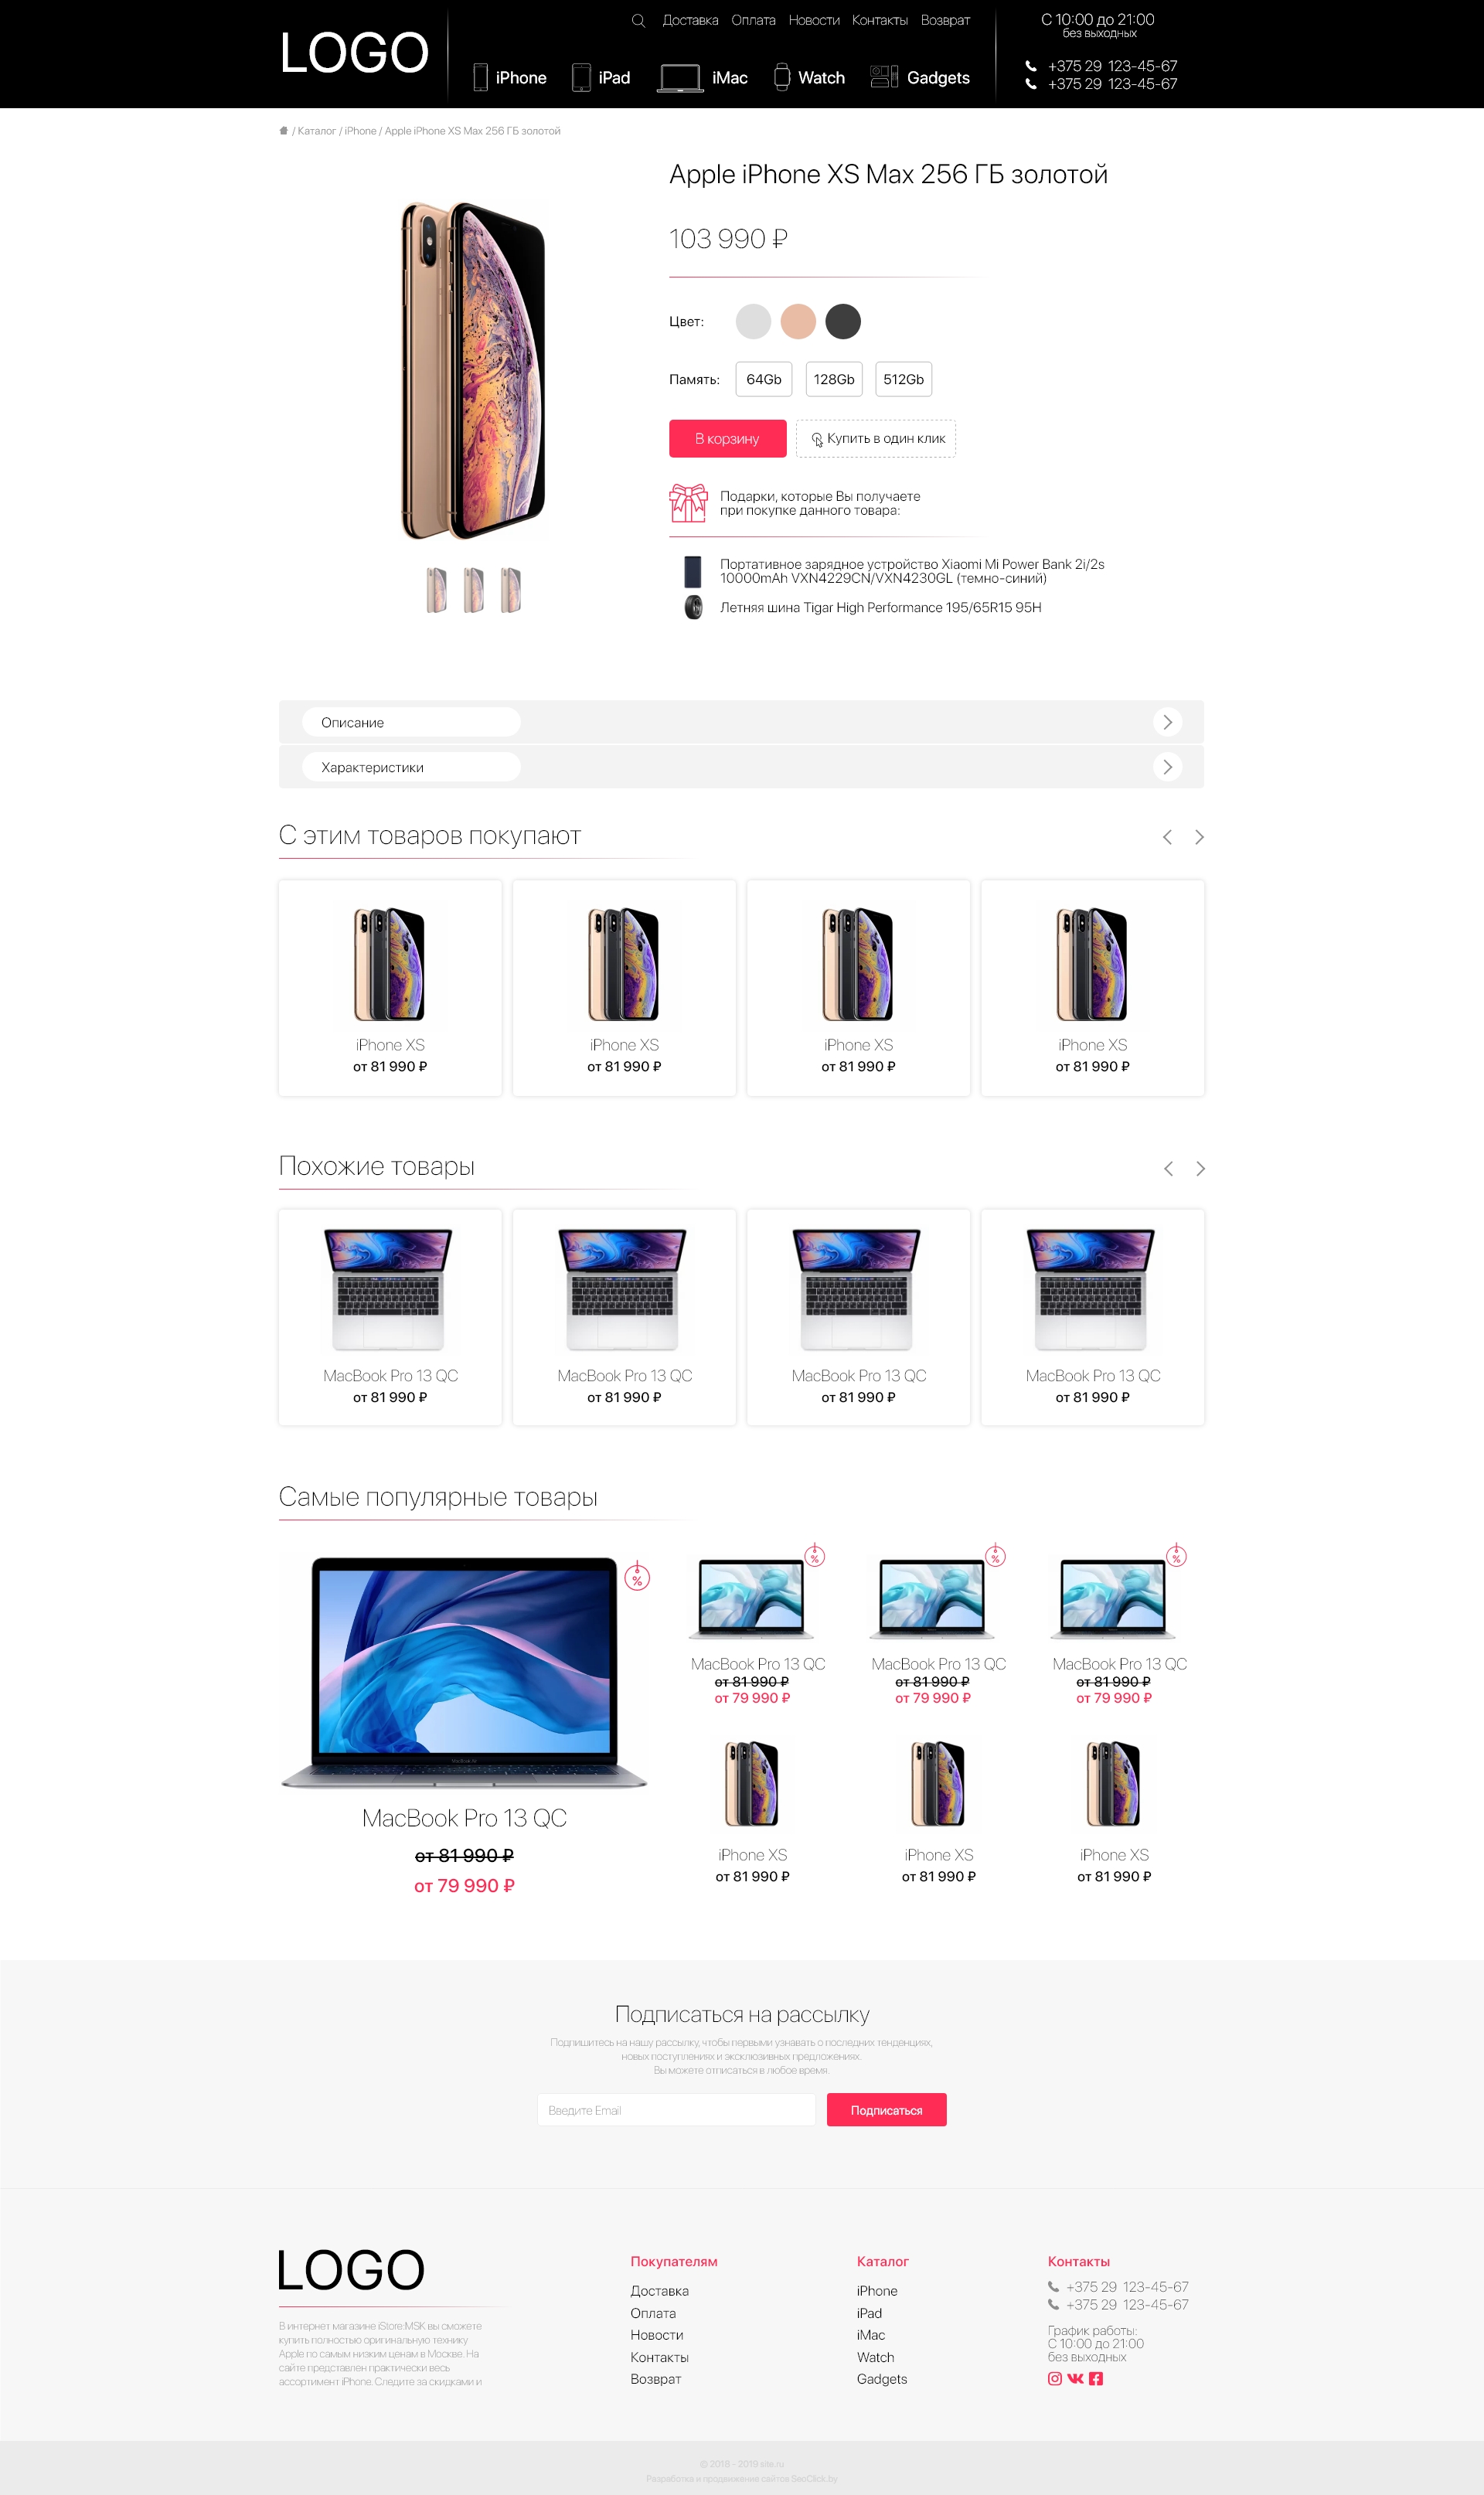 LOGO
Доставка Оплата Новости Контакты Возврат
С 10:00 до 21:00
без выходных
iPhone iPad iMac Watch Gadgets
+375 29 123-45-67
+375 29 123-45-67
/ Каталог / iPhone / Apple iPhone XS Max 256 ГБ золотой
Apple iPhone XS Max 256 ГБ золотой
103 990 ₽
Цвет:
Память: 64Gb 128Gb 512Gb
В корзину Купить в один клик
Подарки, которые Вы получаете
при покупке данного товара:
Портативное зарядное устройство Xiaomi Mi Power Bank 2i/2s
10000mAh VXN4229CN/VXN4230GL (темно-синий)
Летняя шина Tigar High Performance 195/65R15 95H
Описание
Характеристики
С этим товаров покупают
iPhone XS iPhone XS iPhone XS iPhone XS
от 81 990 ₽ от 81 990 ₽ от 81 990 ₽ от 81 990 ₽
Похожие товары
MacBook Pro 13 QC MacBook Pro 13 QC MacBook Pro 13 QC MacBook Pro 13 QC
от 81 990 ₽ от 81 990 ₽ от 81 990 ₽ от 81 990 ₽
Самые популярные товары
% % % %
MacBook Pro 13 QC
от 81 990 ₽
от 79 990 ₽
MacBook Pro 13 QC MacBook Pro 13 QC MacBook Pro 13 QC
от 81 990 ₽ от 81 990 ₽ от 81 990 ₽
от 79 990 ₽ от 79 990 ₽ от 79 990 ₽
iPhone XS iPhone XS iPhone XS
от 81 990 ₽ от 81 990 ₽ от 81 990 ₽
Подписаться на рассылку
Подпишитесь на нашу рассылку, чтобы первыми узнавать о последних тенденциях,
новых поступлениях и эксклюзивных предложениях.
Вы можете отписаться в любое время.
Введите Email Подписаться
LOGO
В интернет магазине iStore:MSK вы сможете
купить полностью оригинальную технику
Apple по самым низким ценам в Москве. На
сайте представлен практически весь
ассортимент iPhone. Следите за скидками и
Покупателям
Доставка
Оплата
Новости
Контакты
Возврат
Каталог
iPhone
iPad
iMac
Watch
Gadgets
Контакты
+375 29 123-45-67
+375 29 123-45-67
График работы:
С 10:00 до 21:00
без выходных
© 2018 - 2019 site.ru
Разработка и продвижение сайтов SeoClick.by